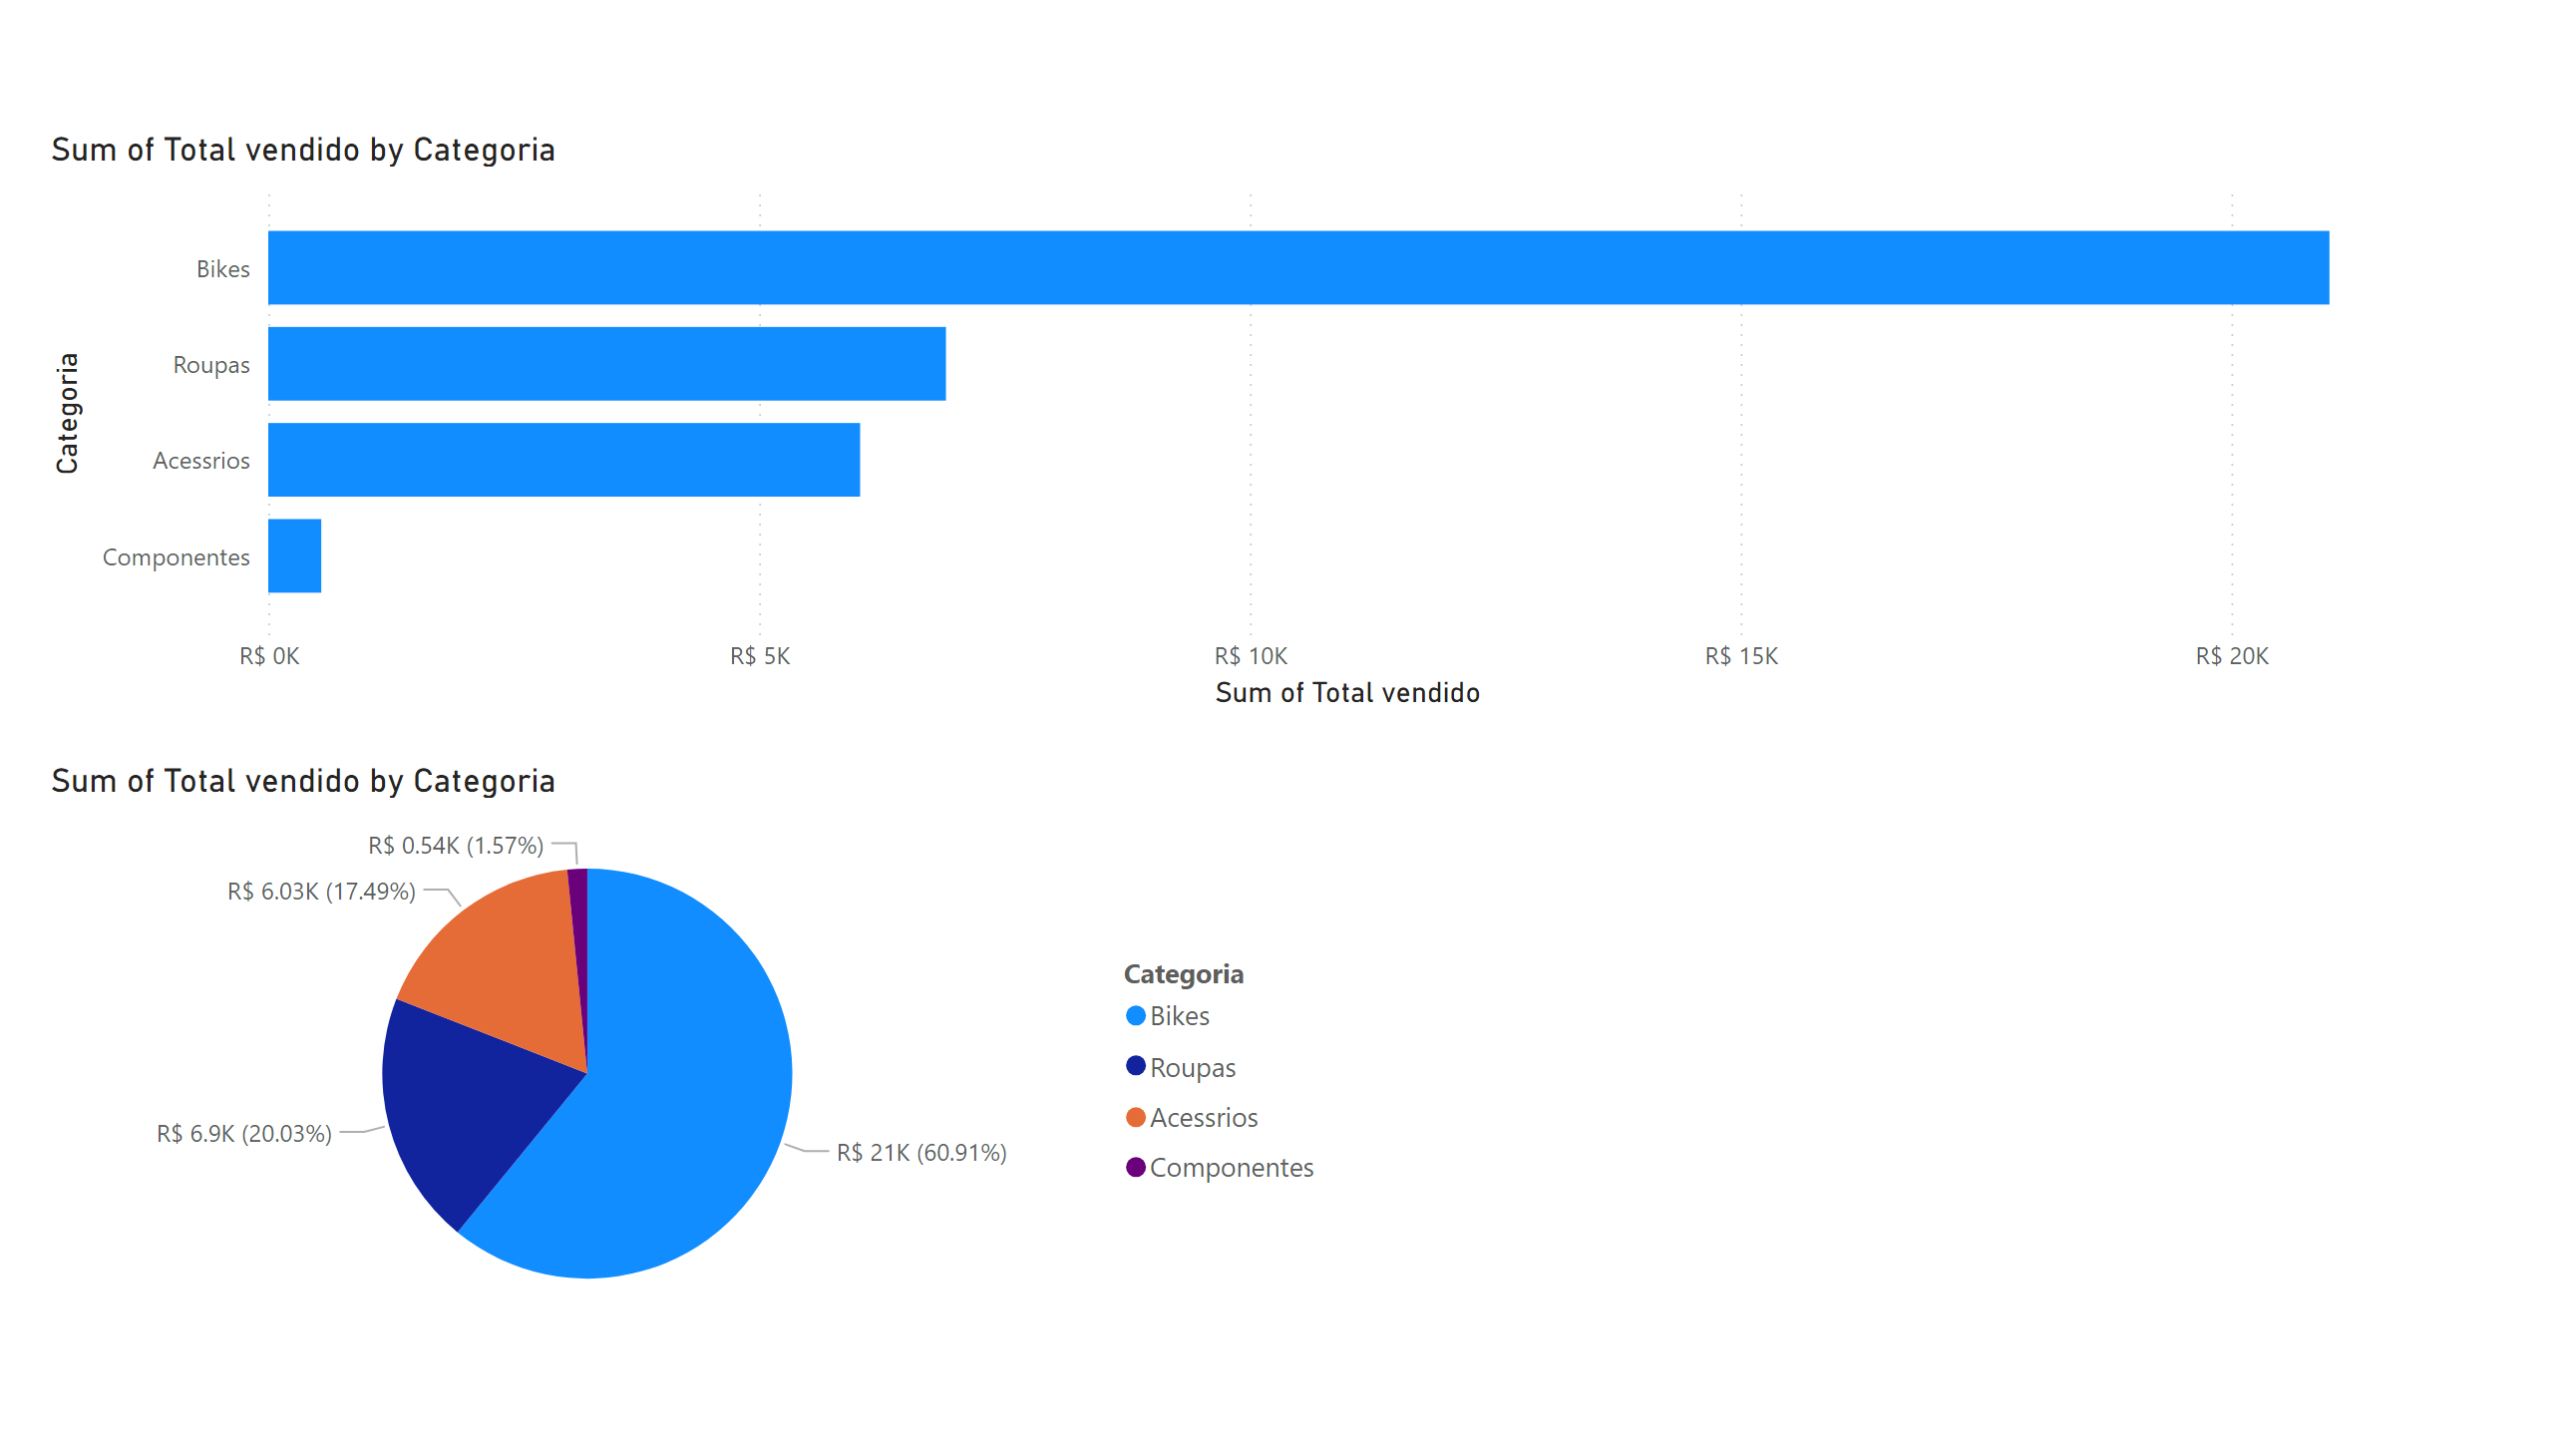 Sum of Total vendido by Categoria
Categoria
Bikes
Roupas
Acessrios
Componentes
R$ 0K
R$ 5K
R$ 10K
R$ 15K
R$ 20K
Sum of Total vendido
Sum of Total vendido by Categoria
R$ 0.54K (1.57%)
R$ 6.03K (17.49%)
R$ 6.9K (20.03%)
R$ 21K (60.91%)
Categoria
Bikes
Roupas
Acessrios
Componentes